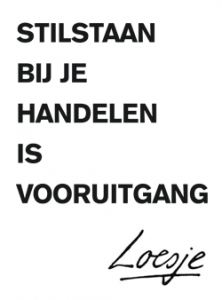 STILSTAAN
BIJ JE
HANDELEN
IS
VOORUITGANG
Loesje